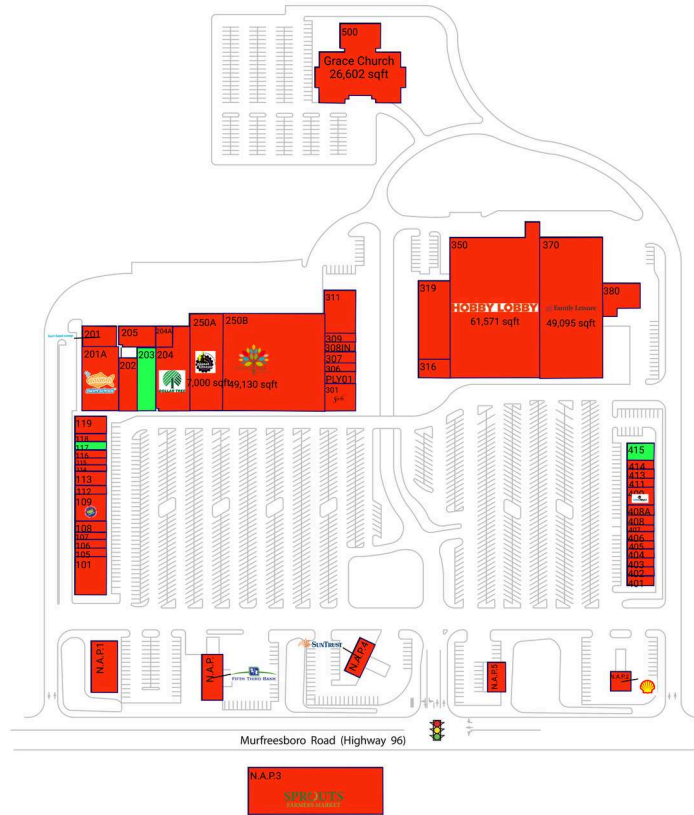 500
Grace Church
26,602 sqft
350
370
HOBBY LOBBY
61,571 sqft
Family Leisure
49,095 sqft
380
319
316
311
309
308IN
307
306
PLY01
301
250A
250B
7,000 sqft
49,130 sqft
201
205
204A
201A
202
203
204
DOLLAR TREE
119
118
117
113
112
109
108
107
106
105
101
415
414
413
411
408A
408
407
406
405
404
403
402
401
N.A.P.1
N.A.P.
FIFTH THIRD BANK
SUNTRUST
N.A.P.4
N.A.P.5
N.A.P.2
Murfreesboro Road (Highway 96)
N.A.P.3
SPROUTS
FARMERS MARKET